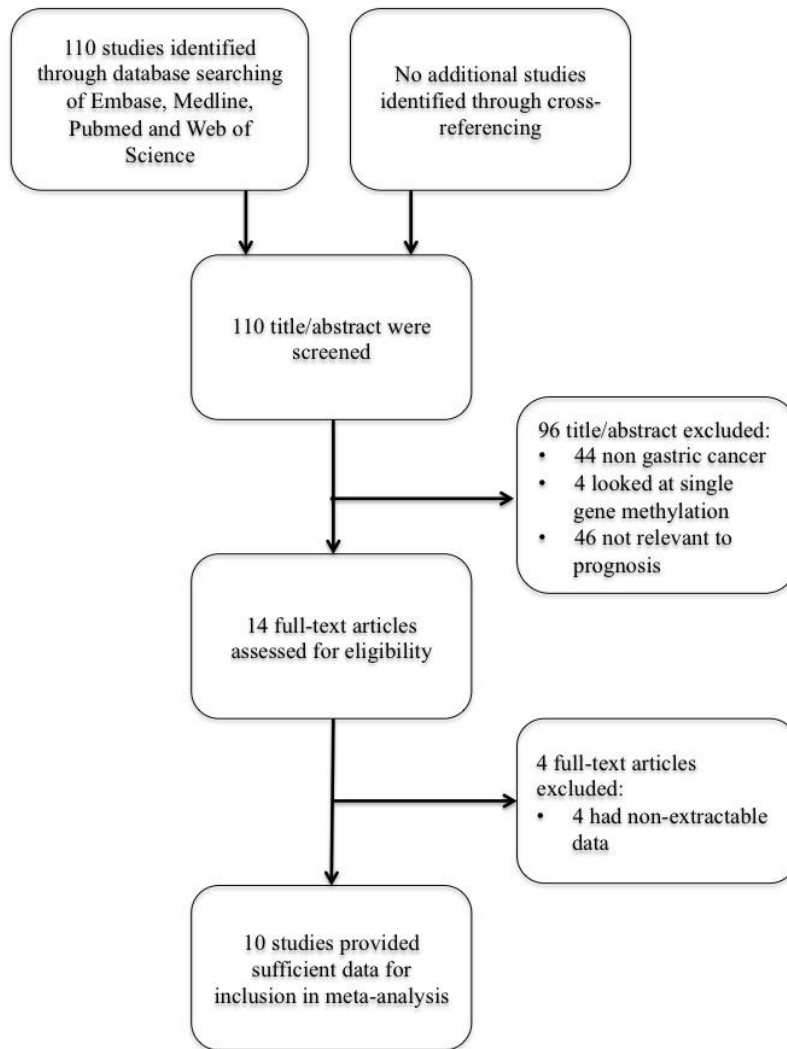 110 studies identified
through database searching
of Embase, Medline,
Pubmed and Web of
Science
No additional studies
identified through cross-
referencing
110 title/abstract were
screened
96 title/abstract excluded:
• 44 non gastric cancer
• 4 looked at single
gene methylation
• 46 not relevant to
prognosis
14 full-text articles
assessed for eligibility
4 full-text articles
excluded:
• 4 had non-extractable
data
10 studies provided
sufficient data for
inclusion in meta-analysis